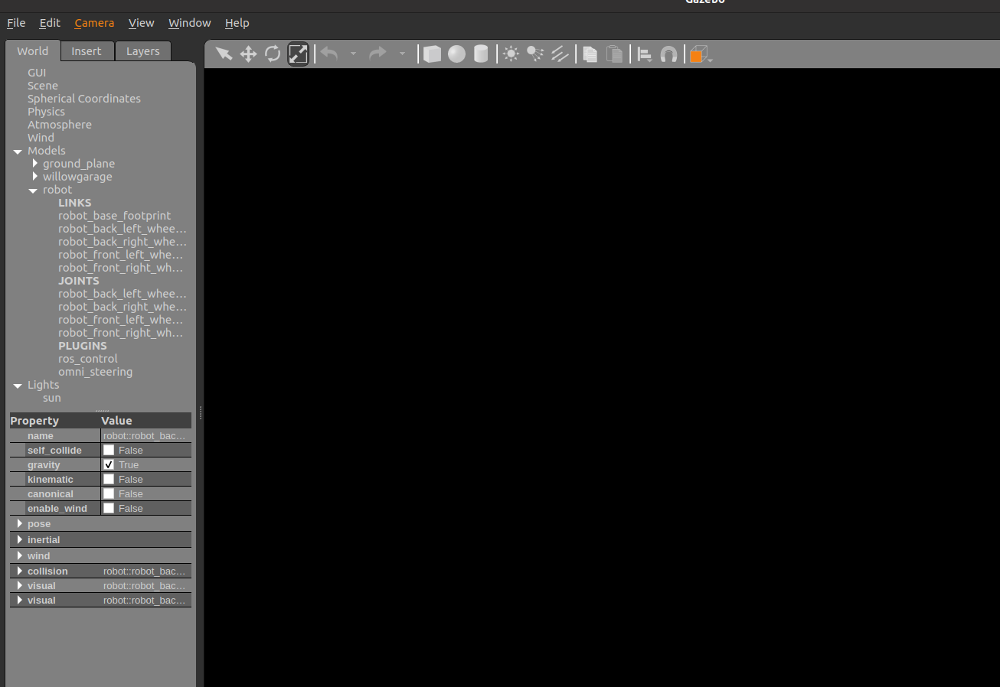 Gazebo
File Edit Camera View Window Help
World Insert Layers
GUI
Scene
Spherical Coordinates
Physics
Atmosphere
Wind
Models
ground_plane
willowgarage
robot
LINKS
robot_base_footprint
robot_back_left_whee...
robot_back_right_whe...
robot_front_left_whe...
robot_front_right_wh...
JOINTS
robot_back_left_whee...
robot_back_right_whe...
robot_front_left_whe...
robot_front_right_wh...
PLUGINS
ros_control
omni_steering
Lights
sun
Property Value
name robot::robot_bac...
self_collide False
gravity True
kinematic False
canonical False
enable_wind False
pose
inertial
wind
collision robot::robot_bac...
visual robot::robot_bac...
visual robot::robot_bac...